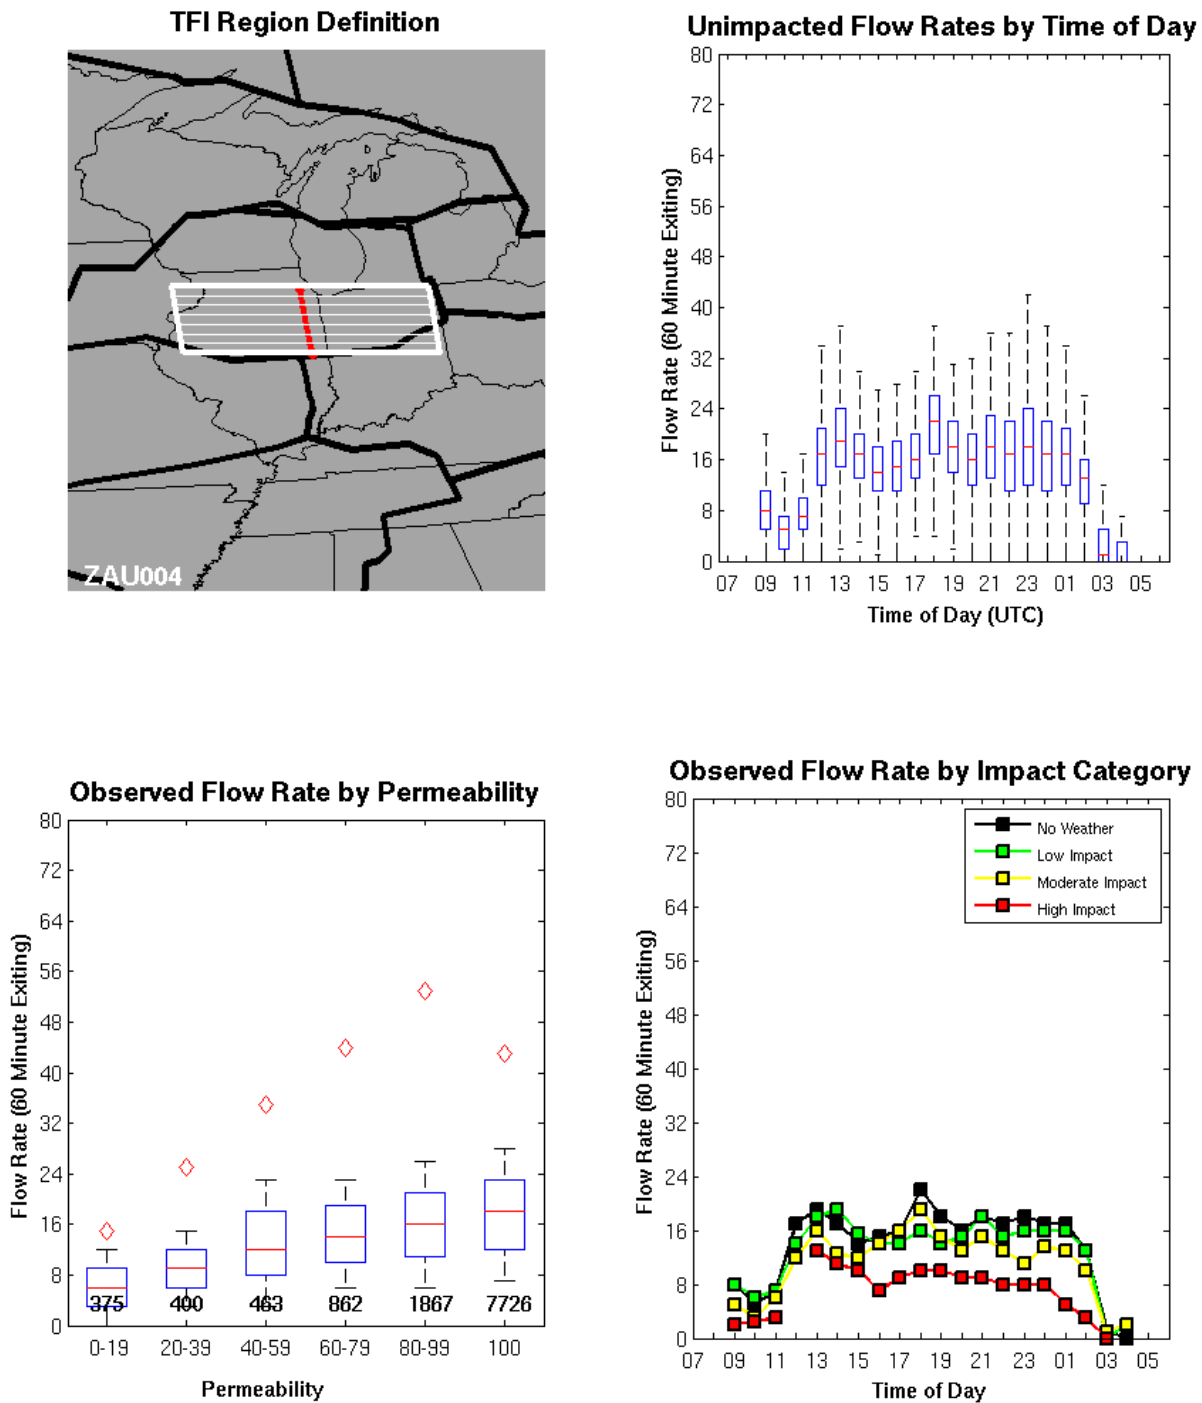 TFI Region Definition
ZAU004
Unimpacted Flow Rates by Time of Day
Flow Rate (60 Minute Exiting)
80
72
64
56
48
40
32
24
16
8
0
07 09 11 13 15 17 19 21 23 01 03 05
Time of Day (UTC)
Observed Flow Rate by Permeability
Flow Rate (60 Minute Exiting)
80
72
64
56
48
40
32
24
16
8
0
375 400 463 862 1867 7726
0-19 20-39 40-59 60-79 80-99 100
Permeability
Observed Flow Rate by Impact Category
Flow Rate (60 Minute Exiting)
80
72
64
56
48
40
32
24
16
8
0
No Weather
Low Impact
Moderate Impact
High Impact
07 09 11 13 15 17 19 21 23 01 03 05
Time of Day